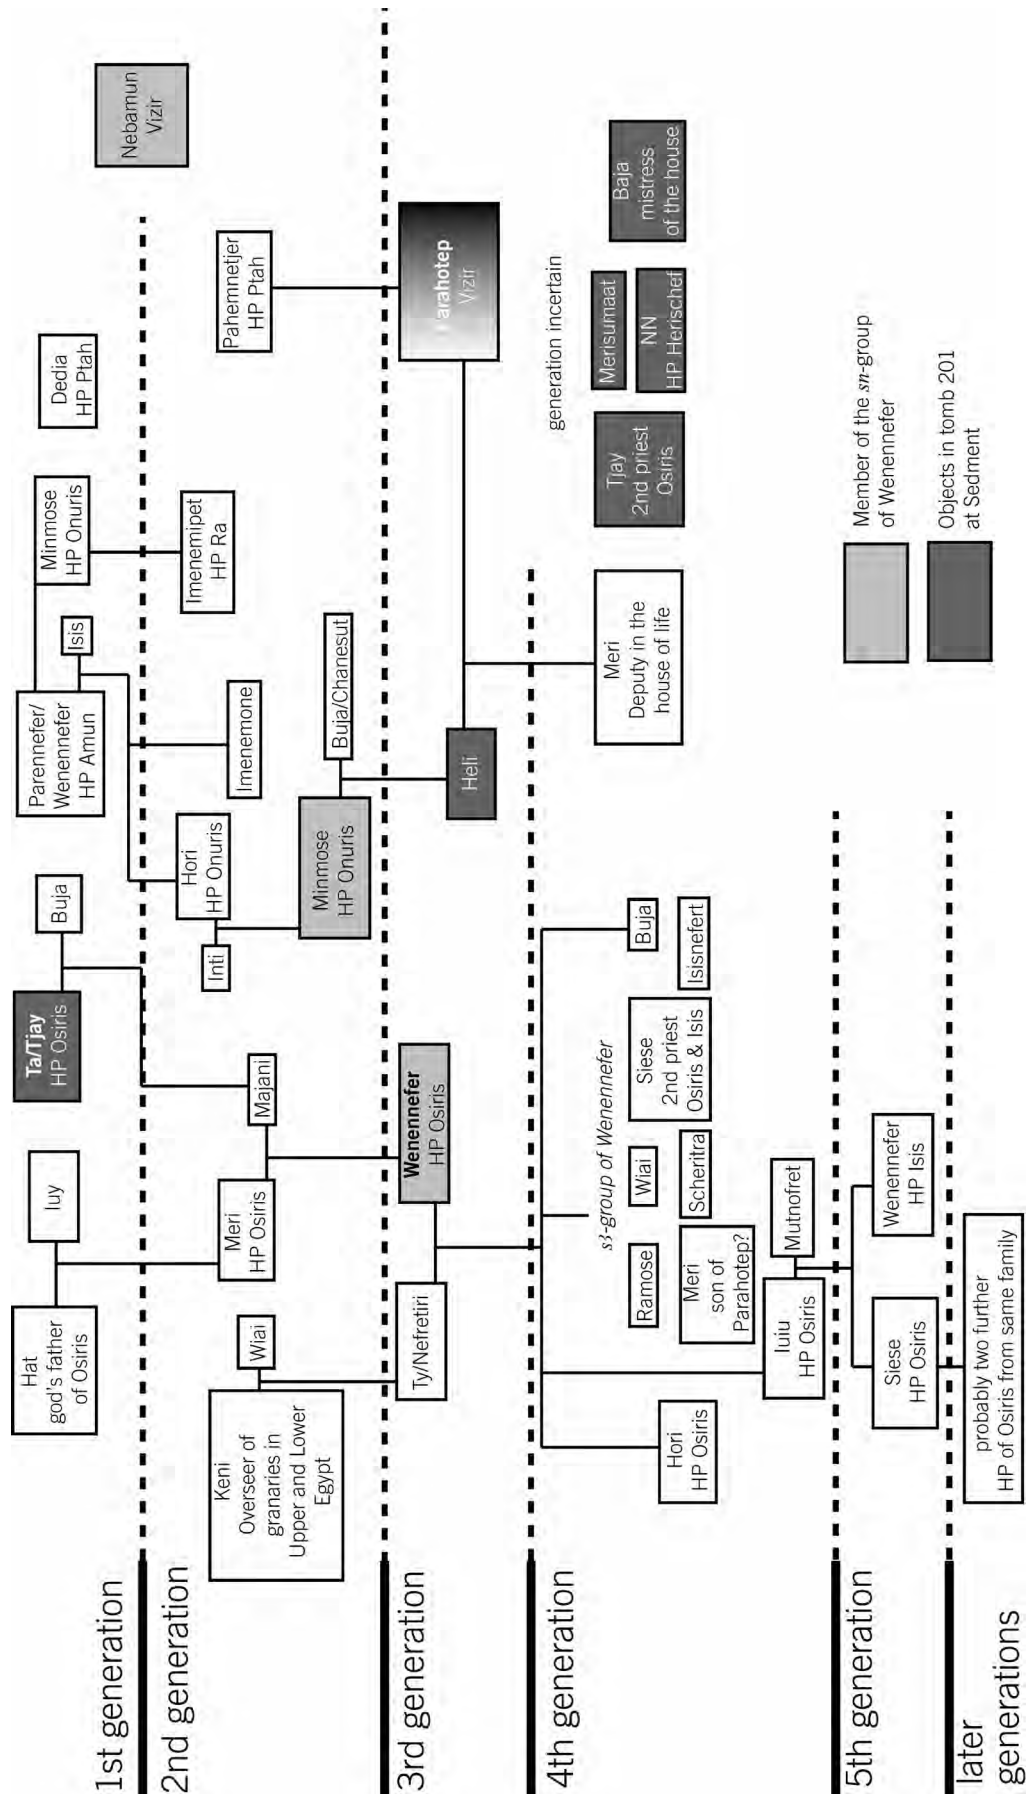 1st generation
Hat
god's father
of Osiris
Iuy
Ta/Tjay
HP Osiris
Buja
Parennefer/
Wenennefer
HP Amun
Isis
Minmose
HP Onuris
Dedia
HP Ptah
Nebamun
Vizir
2nd generation
Keni
Overseer of
granaries in
Upper and Lower
Egypt
Wiai
Meri
HP Osiris
Majani
Inti
Hori
HP Onuris
Imenemone
Imenemipet
HP Ra
Pahemnetjer
HP Ptah
Minmose
HP Onuris
Buja/Chanesut
3rd generation
Ty/Nefretiri
Wenennefer
HP Osiris
Heli
Parahotep
Vizir
4th generation
s3-group of Wenennefer
Hori
HP Osiris
Ramose
Wiai
Siese
2nd priest
Osiris & Isis
Buja
Meri
son of
Parahotep?
Scheritra
Isisnefert
Iuiu
HP Osiris
Mutnofret
Meri
Deputy in the
house of life
generation incertain
Tjay
2nd priest
Osiris
Merisumaat
NN
HP Herischef
Baja
mistress
of the house
5th generation
Siese
HP Osiris
Wenennefer
HP Isis
later
generations
probably two further
HP of Osiris from same family
Member of the sn-group
of Wenennefer
Objects in tomb 201
at Sedment